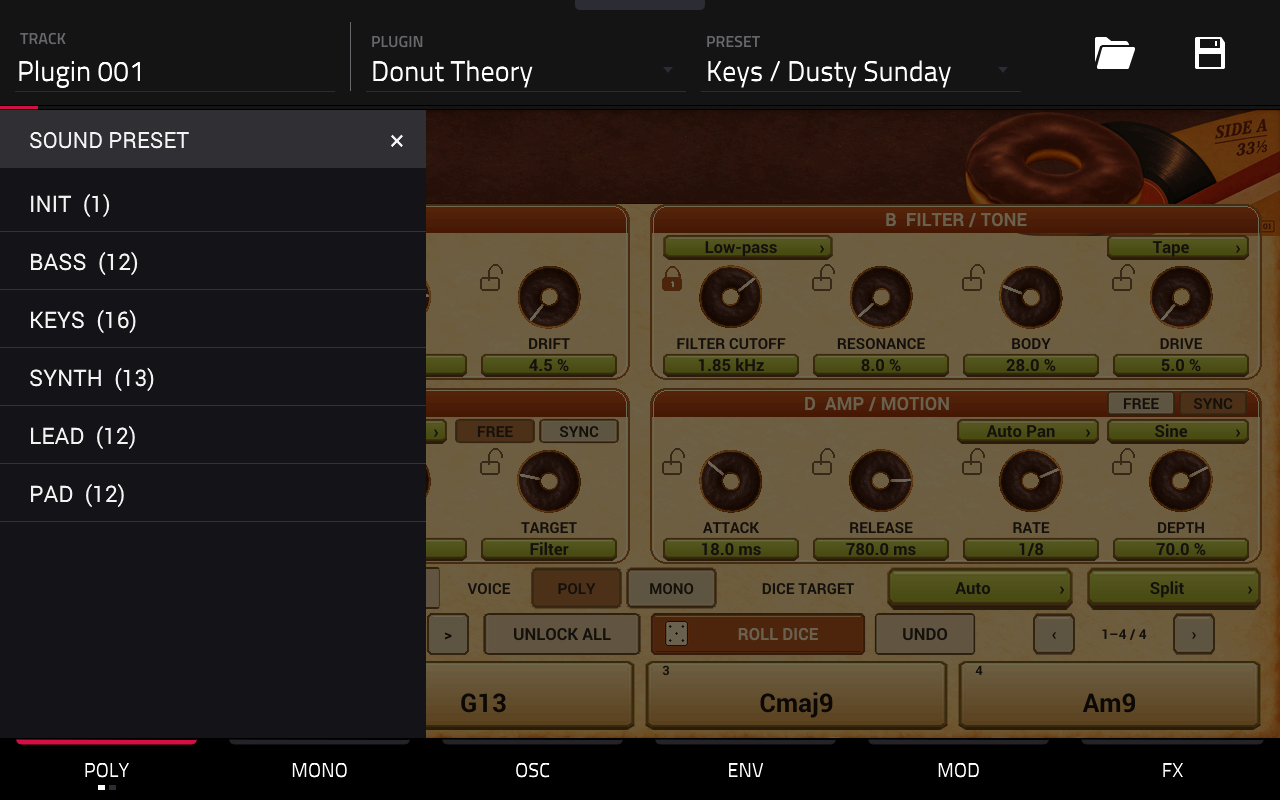 TRACK
Plugin 001
PLUGIN
Donut Theory
PRESET
Keys / Dusty Sunday
SOUND PRESET ×
INIT (1)
BASS (12)
KEYS (16)
SYNTH (13)
LEAD (12)
PAD (12)
SIDE A
33⅓
B FILTER / TONE
Low-pass ›
Tape ›
DRIFT
4.5 %
1
FILTER CUTOFF
1.85 kHz
RESONANCE
8.0 %
BODY
28.0 %
DRIVE
5.0 %
› FREE SYNC
TARGET
Filter
D AMP / MOTION
FREE SYNC
Auto Pan ›
Sine ›
ATTACK
18.0 ms
RELEASE
780.0 ms
RATE
1/8
DEPTH
70.0 %
VOICE POLY MONO DICE TARGET Auto › Split ›
> UNLOCK ALL ROLL DICE UNDO ‹ 1–4 / 4 ›
G13
3
Cmaj9
4
Am9
POLY MONO OSC ENV MOD FX